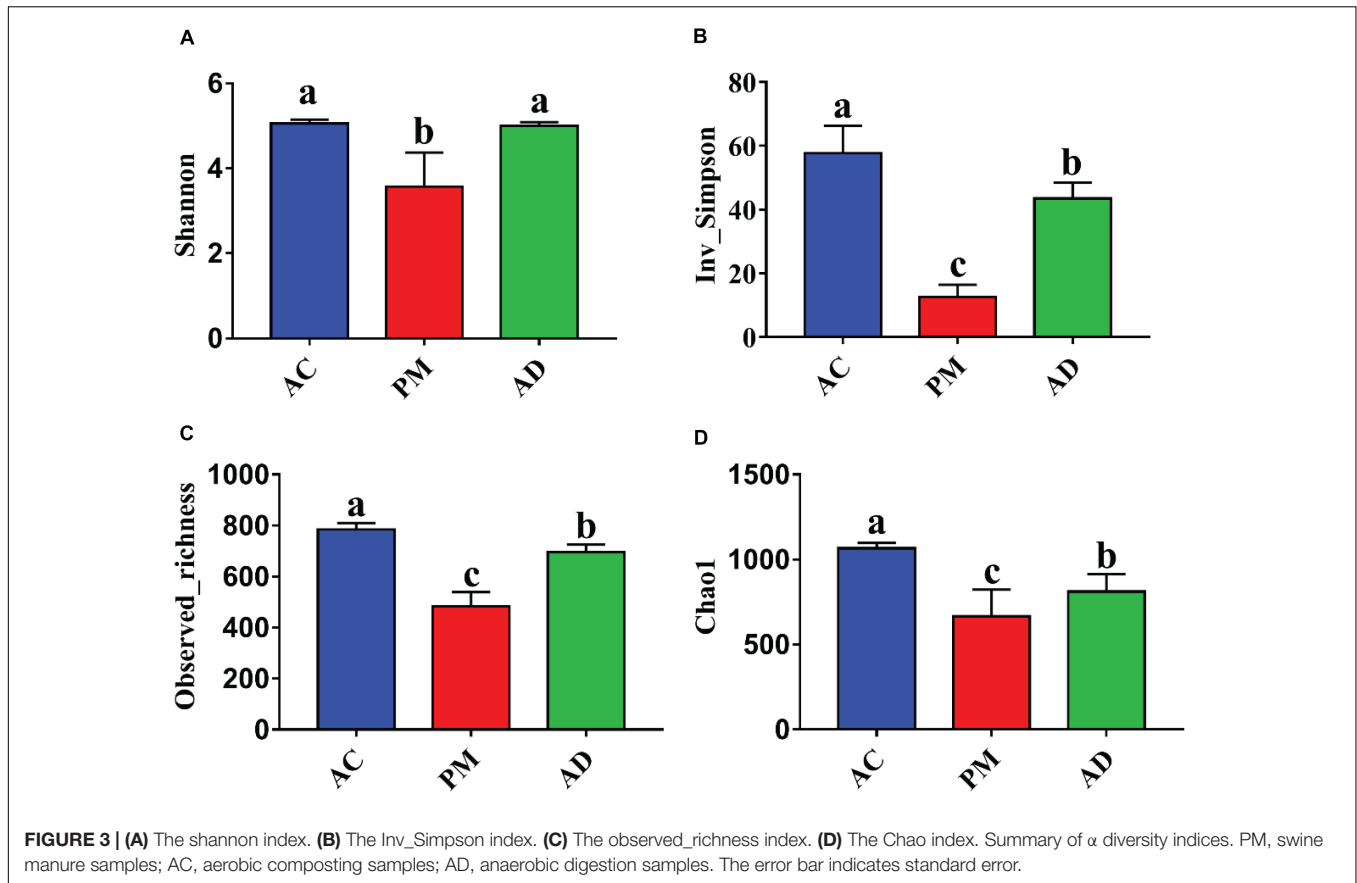 A
Shannon
6
4
2
0
a
b
a
AC
PM
AD
B
Inv_Simpson
80
60
40
20
0
a
c
b
AC
PM
AD
C
Observed_richness
1000
800
600
400
200
0
a
c
b
AC
PM
AD
D
Chao1
1500
1000
500
0
a
c
b
AC
PM
AD
FIGURE 3 | (A) The shannon index. (B) The Inv_Simpson index. (C) The observed_richness index. (D) The Chao index. Summary of α diversity indices. PM, swine
manure samples; AC, aerobic composting samples; AD, anaerobic digestion samples. The error bar indicates standard error.